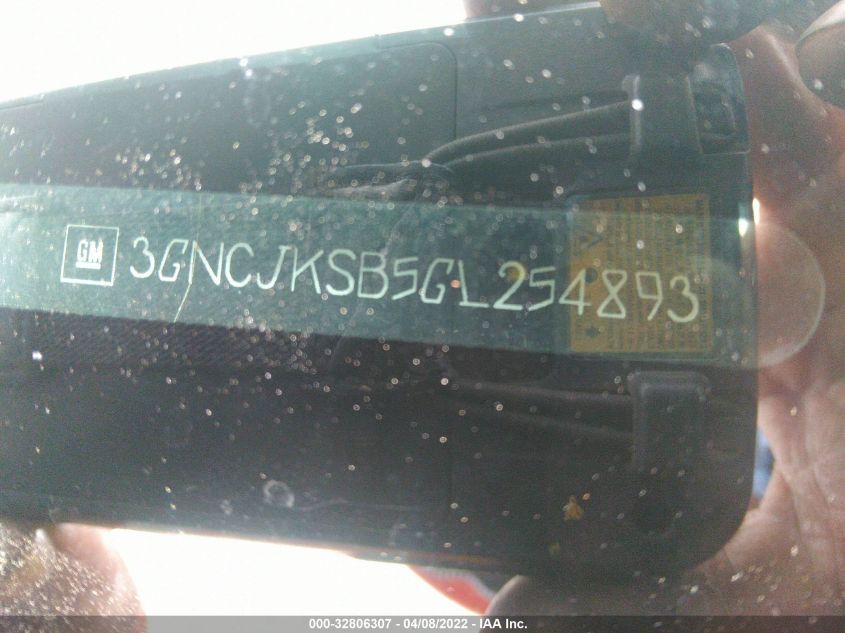 GM 3GNCJKSB5GL254893
000-32806307 - 04/08/2022 - IAA Inc.